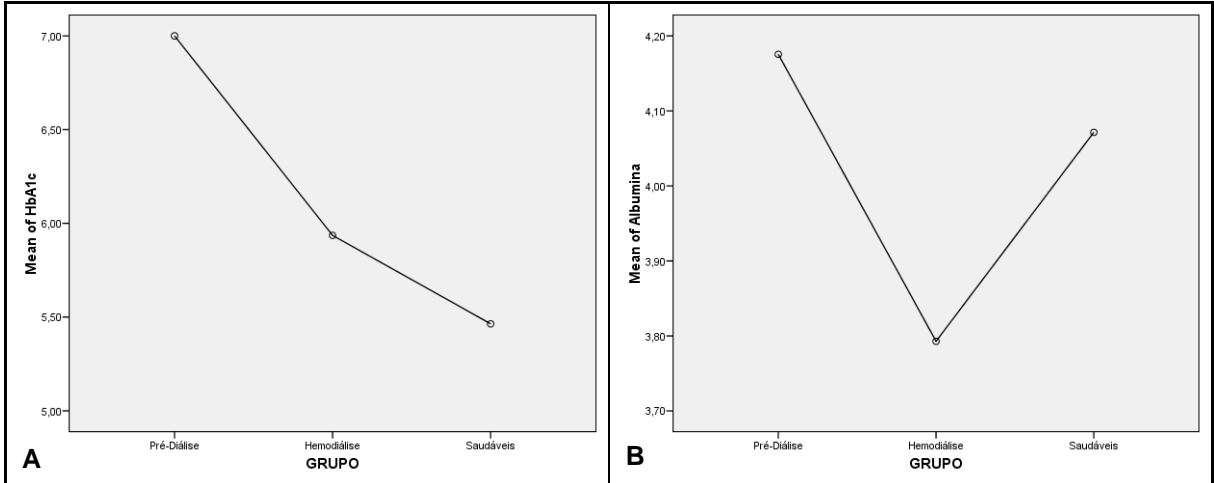 7,00
6,50
6,00
5,50
5,00
Mean of HbA1c
Pré-Diálise Hemodiálise Saudáveis
GRUPO
A
4,20
4,10
4,00
3,90
3,80
3,70
Mean of Albumina
Pré-Diálise Hemodiálise Saudáveis
GRUPO
B